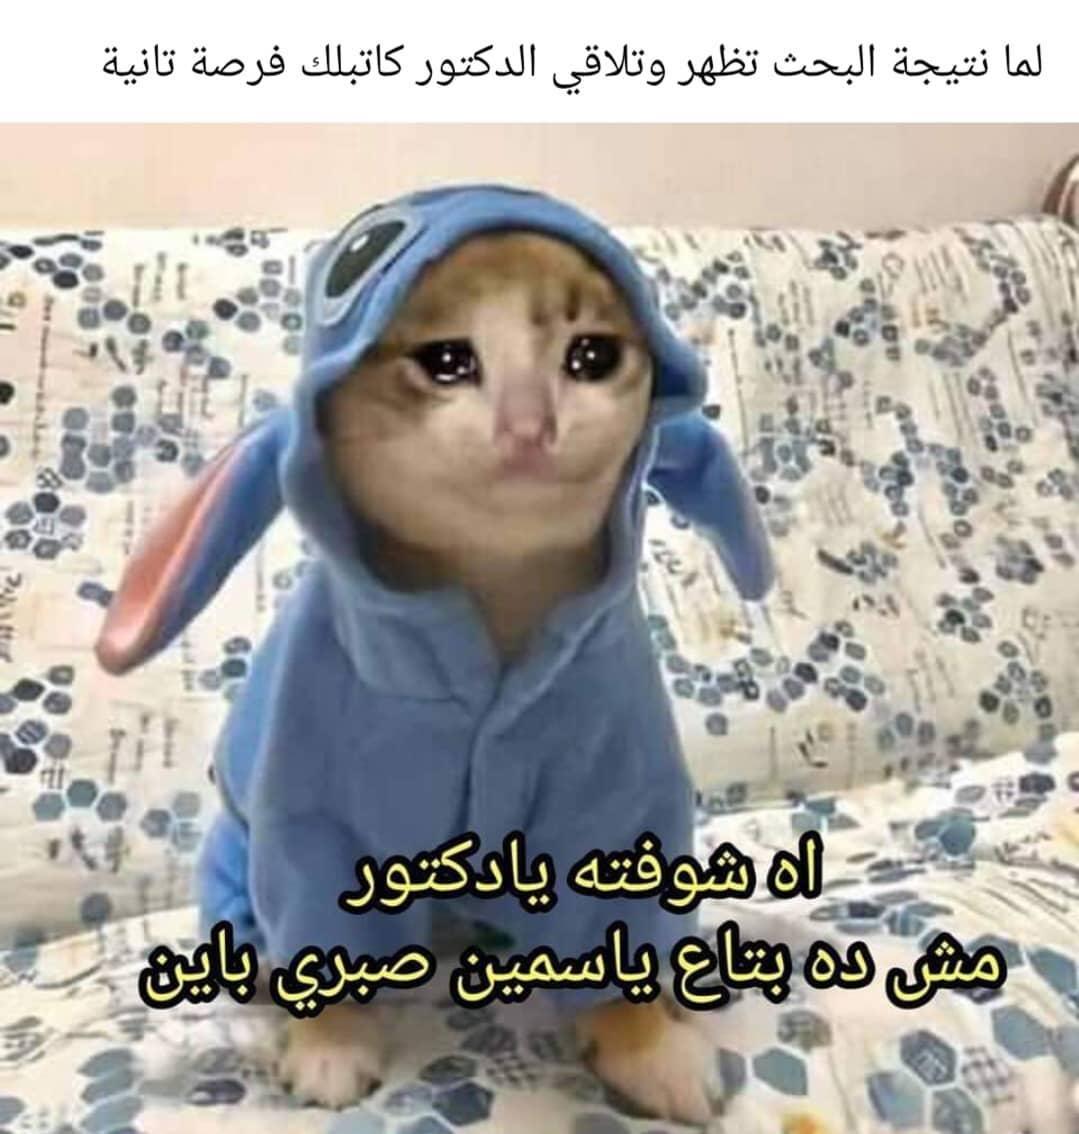 لما نتيجة البحث تظهر وتلاقي الدكتور كاتبلك فرصة تانية
اه شوفته يادكتور
مش ده بتاع ياسمين صبري باين